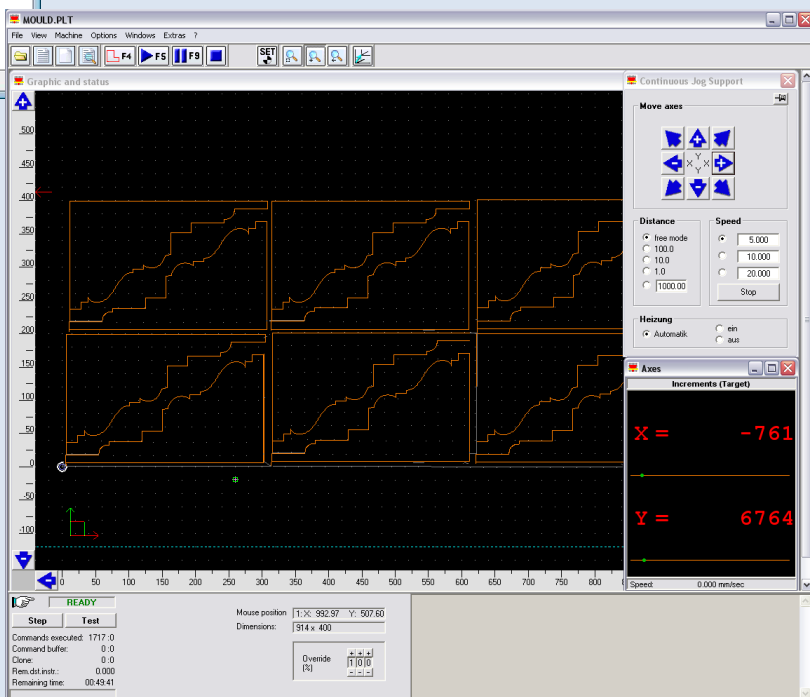 MOULD.PLT
File View Machine Options Windows Extras ?
F4 F5 F9 SET
Graphic and status
500
450
400
350
300
250
200
150
100
50
0
-50
-100
0 50 100 150 200 250 300 350 400 450 500 550 600 650 700 750 800
Continuous Jog Support
Move axes
Y
X X
Y
Distance
free mode
100.0
10.0
1.0
1000.00
Speed
5.000
10.000
20.000
Stop
Heizung
Automatik
ein
aus
Axes
Increments (Target)
X = -761
Y = 6764
Speed: 0.000 mm/sec
READY
Step Test
Commands executed: 1717 :0
Command buffer: 0 :0
Clone: 0 :0
Rem.dst.instr.: 0.000
Remaining time: 00:49:41
Mouse position 1: X: 992.97 Y: 507.60
Dimensions: 914 x 400
Override (%)
+ + +
1 0 0
- - -